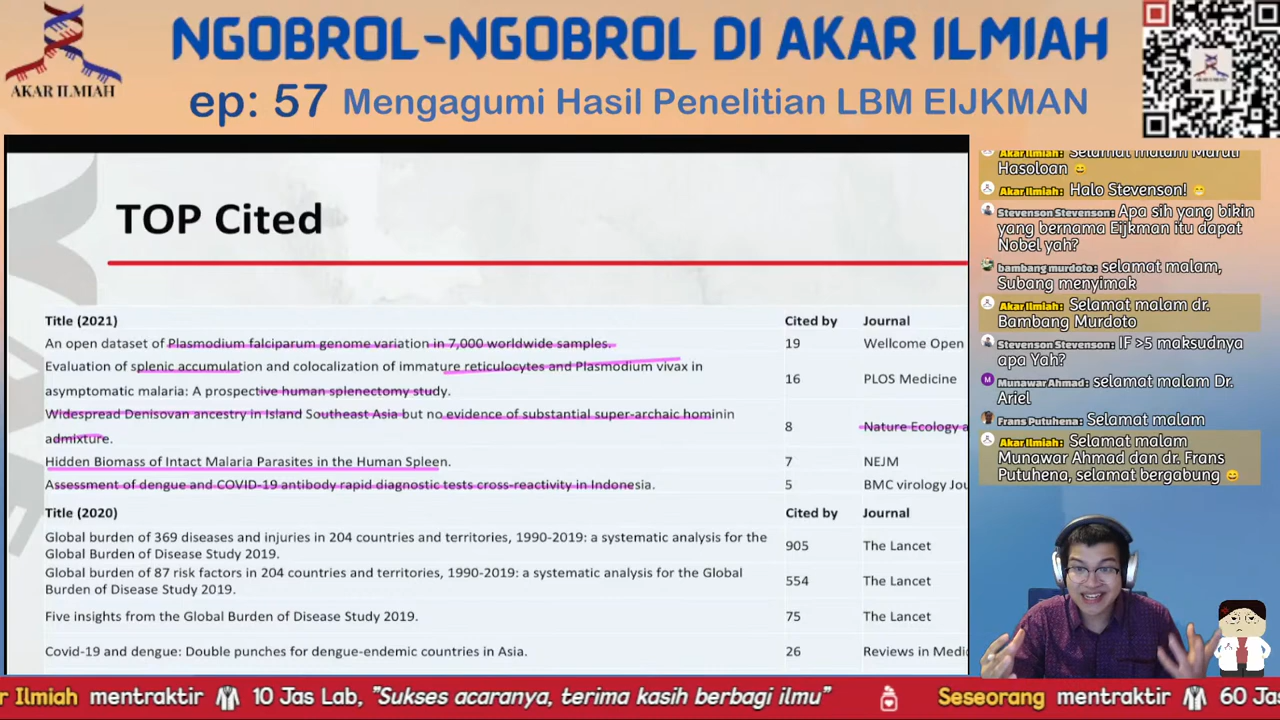 AKAR ILMIAH
NGOBROL-NGOBROL DI AKAR ILMIAH
ep: 57 Mengagumi Hasil Penelitian LBM EIJKMAN
TOP Cited
Title (2021) Cited by Journal
An open dataset of Plasmodium falciparum genome variation in 7,000 worldwide samples. 19 Wellcome Open
Evaluation of splenic accumulation and colocalization of immature reticulocytes and Plasmodium vivax in
asymptomatic malaria: A prospective human splenectomy study. 16 PLOS Medicine
Widespread Denisovan ancestry in Island Southeast Asia but no evidence of substantial super-archaic hominin
admixture. 8 Nature Ecology a
Hidden Biomass of Intact Malaria Parasites in the Human Spleen. 7 NEJM
Assessment of dengue and COVID-19 antibody rapid diagnostic tests cross-reactivity in Indonesia. 5 BMC virology Jou
Title (2020) Cited by Journal
Global burden of 369 diseases and injuries in 204 countries and territories, 1990-2019: a systematic analysis for the
Global Burden of Disease Study 2019. 905 The Lancet
Global burden of 87 risk factors in 204 countries and territories, 1990-2019: a systematic analysis for the Global
Burden of Disease Study 2019. 554 The Lancet
Five insights from the Global Burden of Disease Study 2019. 75 The Lancet
Covid-19 and dengue: Double punches for dengue-endemic countries in Asia. 26 Reviews in Medi
Akar Ilmiah: Selamat malam Maruli
Hasoloan
Akar Ilmiah: Halo Stevenson!
Stevenson Stevenson: Apa sih yang bikin
yang bernama Eijkman itu dapat
Nobel yah?
bambang murdoto: selamat malam,
Subang menyimak
Akar Ilmiah: Selamat malam dr.
Bambang Murdoto
Stevenson Stevenson: IF >5 maksudnya
apa Yah?
Munawar Ahmad: selamat malam Dr.
Ariel
Frans Putuhena: Selamat malam
Akar Ilmiah: Selamat malam
Munawar Ahmad dan dr. Frans
Putuhena, selamat bergabung
r Ilmiah mentraktir 10 Jas Lab, "Sukses acaranya, terima kasih berbagi ilmu" Seseorang mentraktir 60 Jas